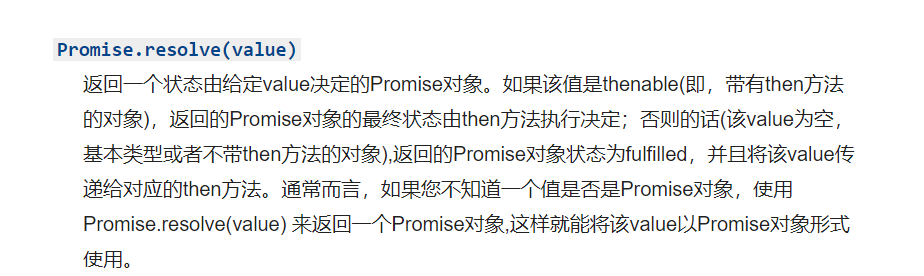 Promise.resolve(value)
返回一个状态由给定value决定的Promise对象。如果该值是thenable(即，带有then方法
的对象)，返回的Promise对象的最终状态由then方法执行决定；否则的话(该value为空，
基本类型或者不带then方法的对象),返回的Promise对象状态为fulfilled，并且将该value传
递给对应的then方法。通常而言，如果您不知道一个值是否是Promise对象，使用
Promise.resolve(value) 来返回一个Promise对象,这样就能将该value以Promise对象形式
使用。